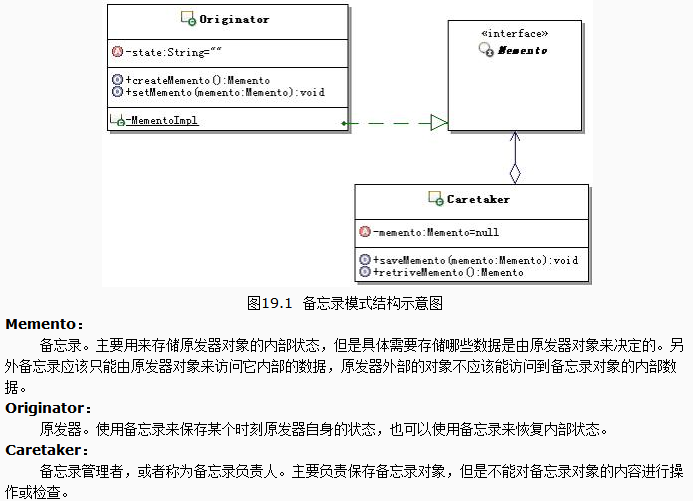 Originator
-state:String=""
+createMemento():Memento
+setMemento(memento:Memento):void
-MementoImpl
«interface»
Memento
Caretaker
-memento:Memento=null
+saveMemento(memento:Memento):void
+retriveMemento():Memento
图19.1 备忘录模式结构示意图
Memento：
备忘录。主要用来存储原发器对象的内部状态，但是具体需要存储哪些数据是由原发器对象来决定的。另
外备忘录应该只能由原发器对象来访问它内部的数据，原发器外部的对象不应该能访问到备忘录对象的内部数
据。
Originator：
原发器。使用备忘录来保存某个时刻原发器自身的状态，也可以使用备忘录来恢复内部状态。
Caretaker：
备忘录管理者，或者称为备忘录负责人。主要负责保存备忘录对象，但是不能对备忘录对象的内容进行操
作或检查。